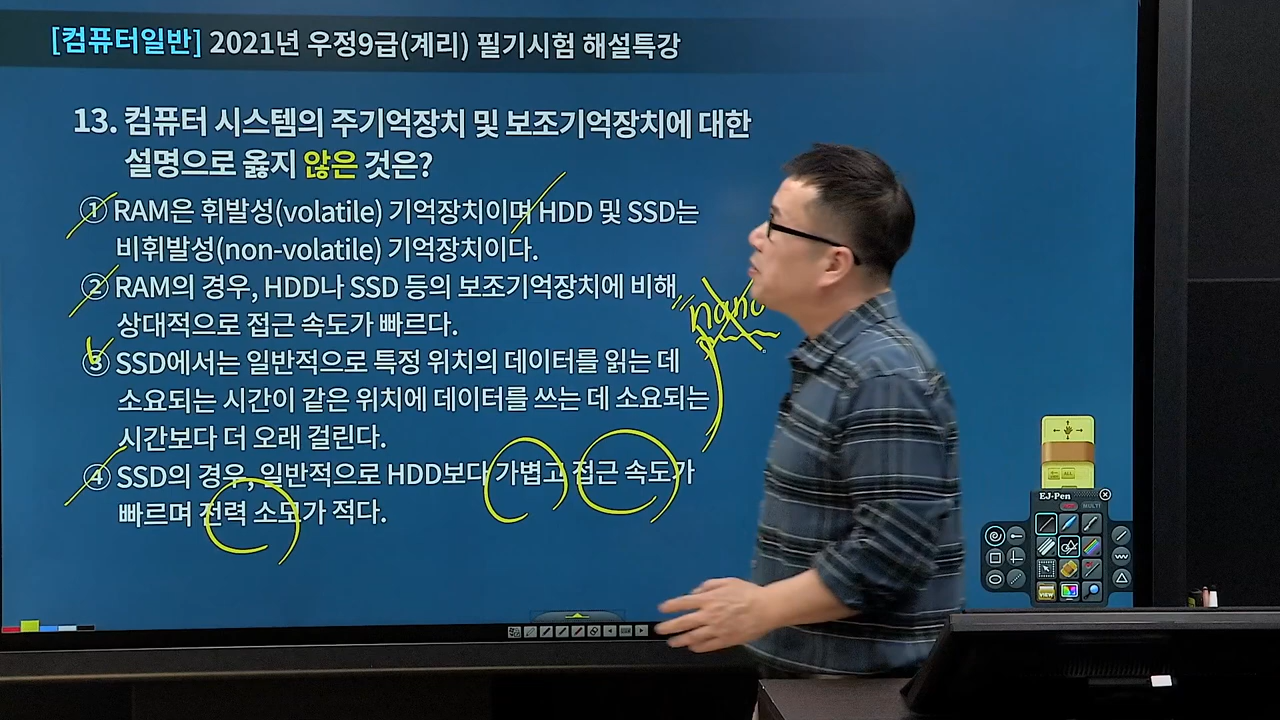 [컴퓨터일반] 2021년 우정9급(계리) 필기시험 해설특강
13. 컴퓨터 시스템의 주기억장치 및 보조기억장치에 대한
설명으로 옳지 않은 것은?
① RAM은 휘발성(volatile) 기억장치이며 HDD 및 SSD는
비휘발성(non-volatile) 기억장치이다.
② RAM의 경우, HDD나 SSD 등의 보조기억장치에 비해
상대적으로 접근 속도가 빠르다.
nano
③ SSD에서는 일반적으로 특정 위치의 데이터를 읽는 데
소요되는 시간이 같은 위치에 데이터를 쓰는 데 소요되는
시간보다 더 오래 걸린다.
④ SSD의 경우, 일반적으로 HDD보다 가볍고 접근 속도가
빠르며 전력 소모가 적다.
EJ-Pen
MULTI
VIEW
ALL